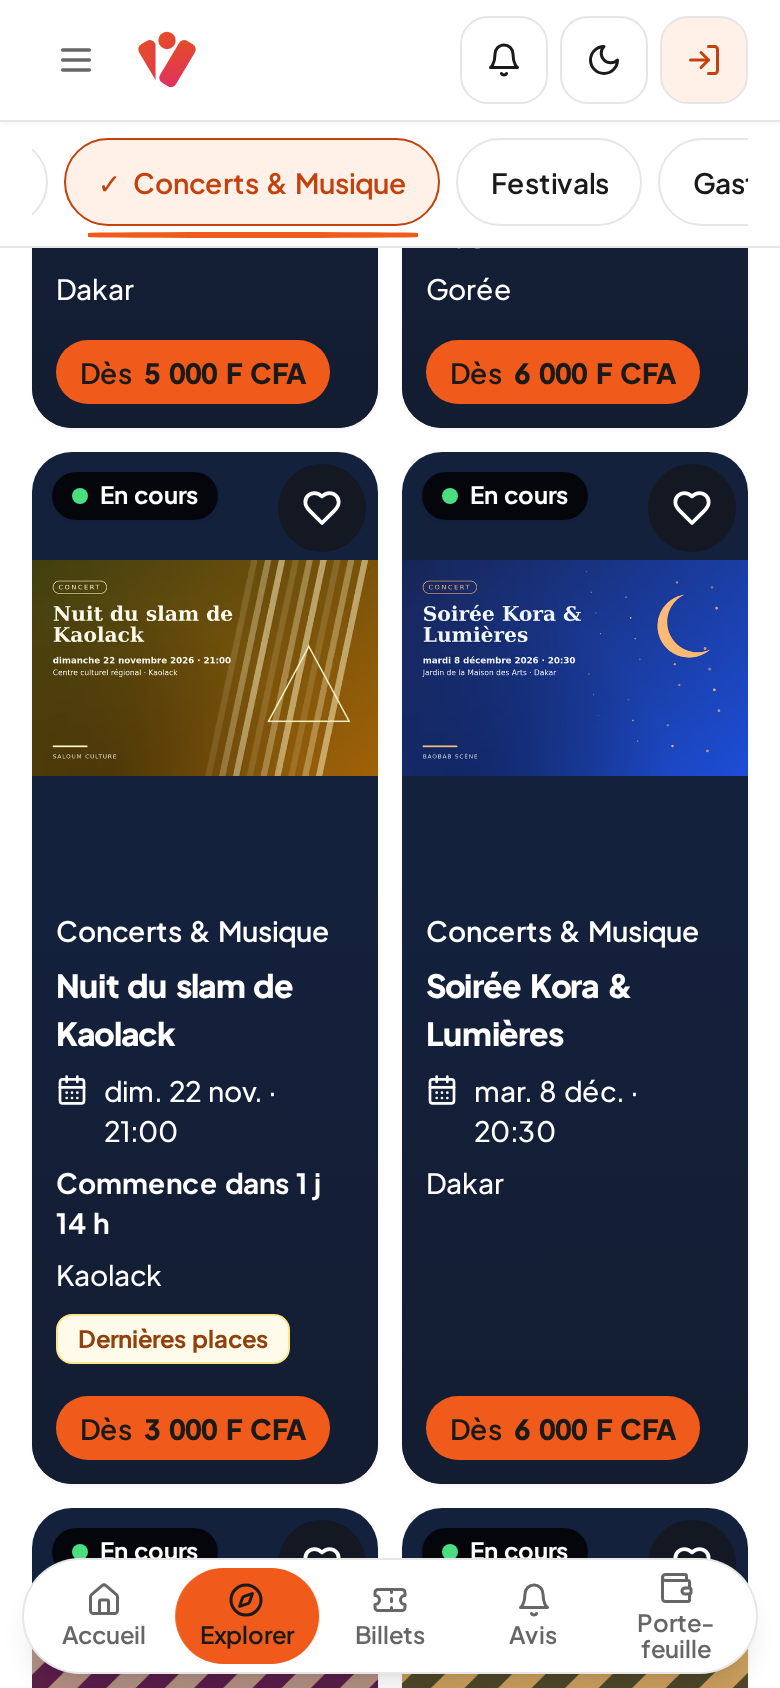 ✓ Concerts & Musique
Festivals
Gast
Dakar
Gorée
Dès 5 000 F CFA
Dès 6 000 F CFA
En cours
En cours
CONCERT
Nuit du slam de
Kaolack
dimanche 22 novembre 2026 · 21:00
Centre culturel régional · Kaolack
SALOUM CULTURE
CONCERT
Soirée Kora &
Lumières
mardi 8 décembre 2026 · 20:30
Jardin de la Maison des Arts · Dakar
BAOBAB SCÈNE
Concerts & Musique
Nuit du slam de
Kaolack
dim. 22 nov. ·
21:00
Commence dans 1 j
14 h
Kaolack
Dernières places
Dès 3 000 F CFA
Concerts & Musique
Soirée Kora &
Lumières
mar. 8 déc. ·
20:30
Dakar
Dès 6 000 F CFA
En cours
En cours
Accueil
Explorer
Billets
Avis
Porte-
feuille